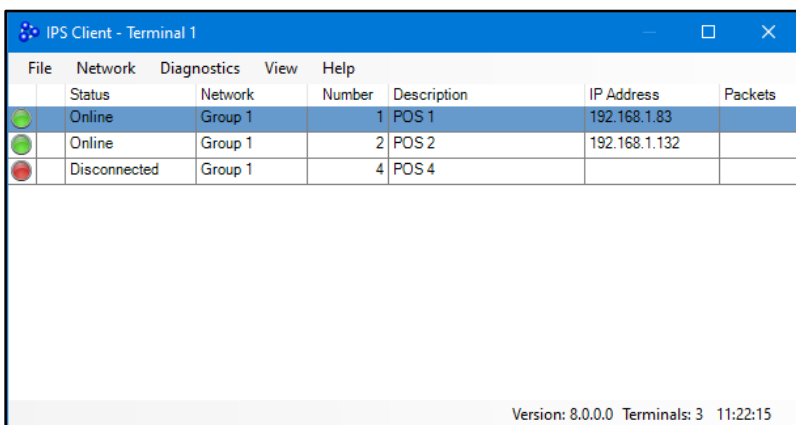 IPS Client - Terminal 1
File Network Diagnostics View Help
Status Network Number Description IP Address Packets
Online Group 1 1 POS 1 192.168.1.83
Online Group 1 2 POS 2 192.168.1.132
Disconnected Group 1 4 POS 4
Version: 8.0.0.0 Terminals: 3 11:22:15